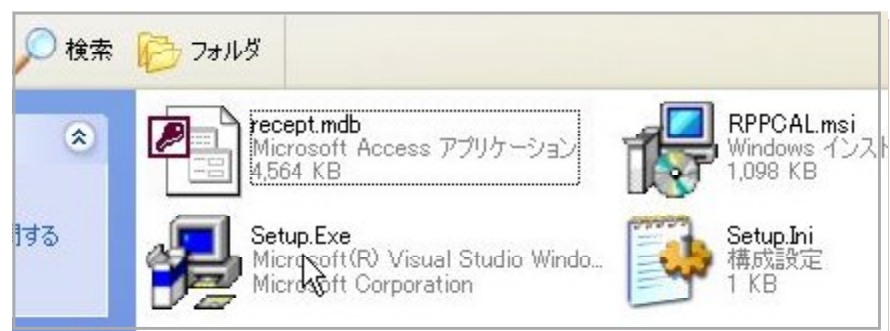 検索 フォルダ
recept.mdb
Microsoft Access アプリケーション
4,564 KB
RPPCAL.msi
Windows インスト
1,098 KB
する
Setup.Exe
Microsoft(R) Visual Studio Windo...
Microsoft Corporation
Setup.Ini
構成設定
1 KB